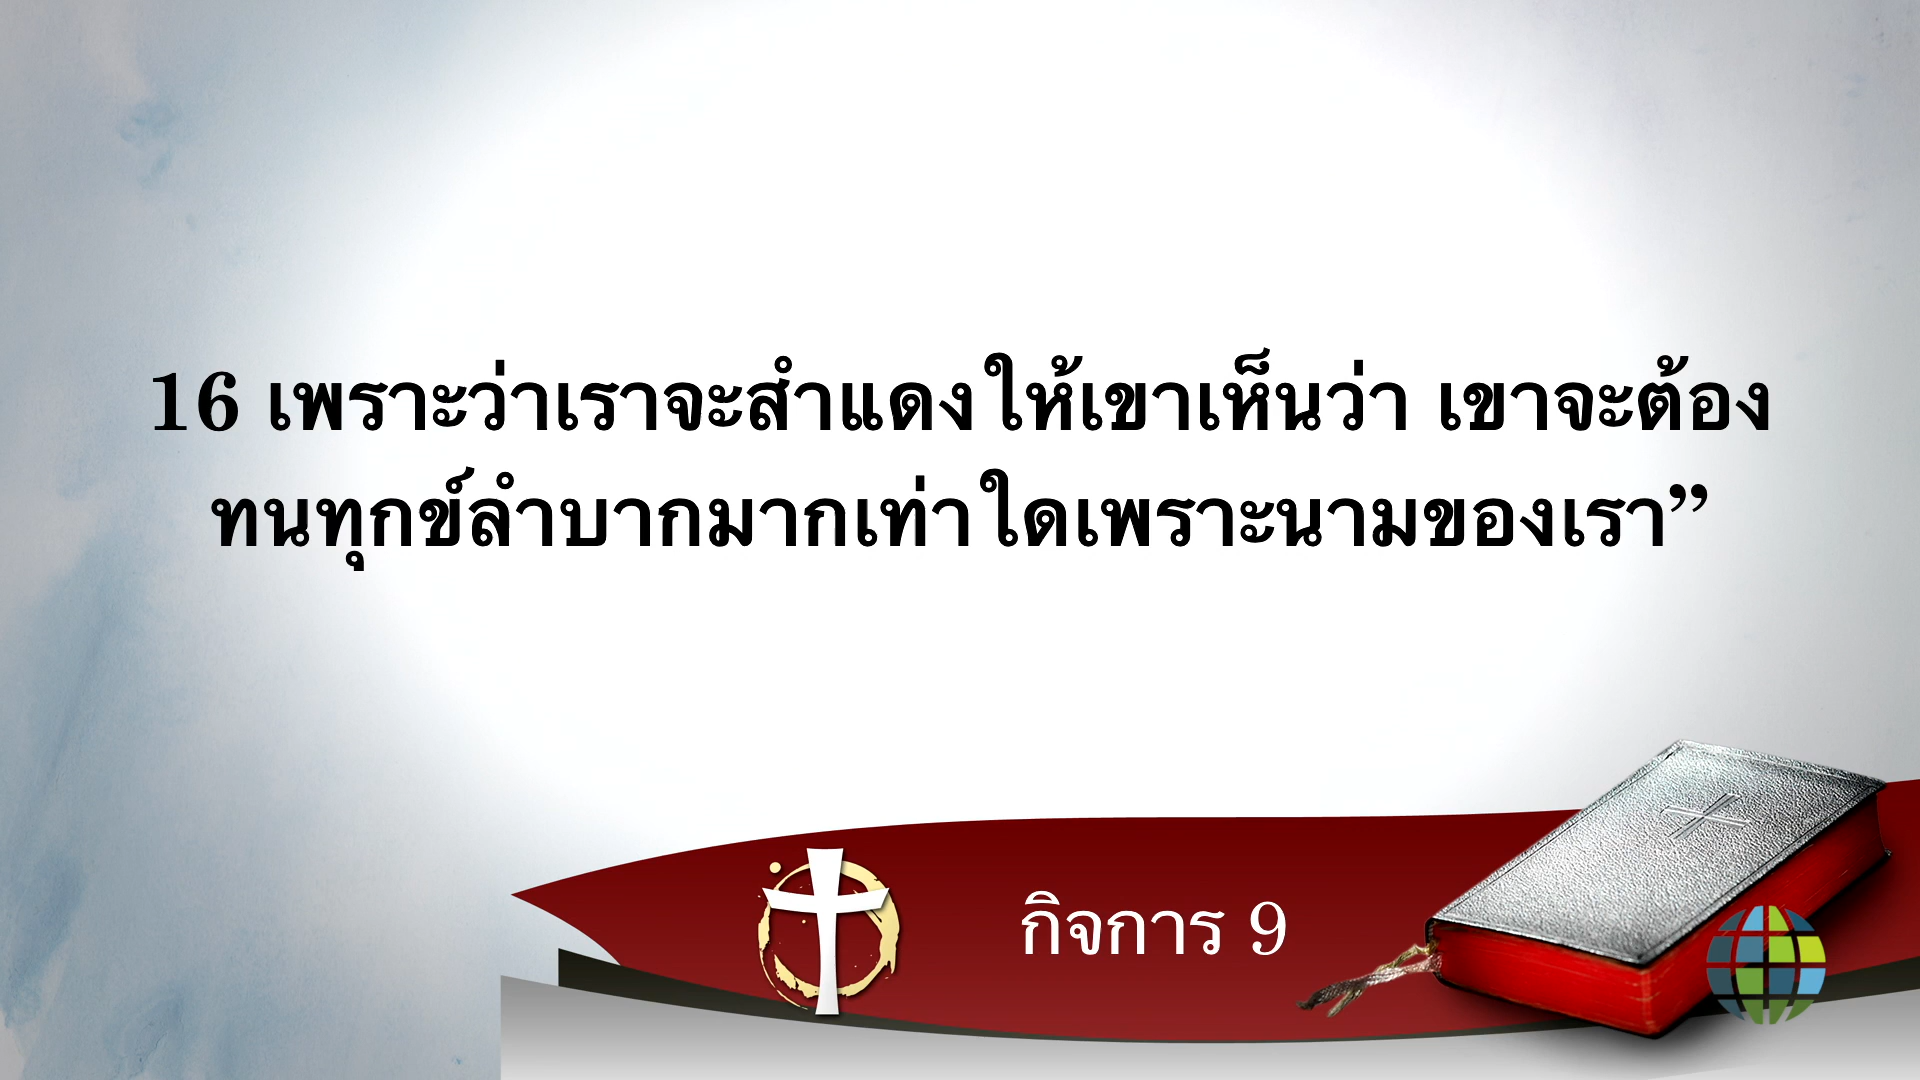 16 เพราะว่าเราจะสำแดงให้เขาเห็นว่า เขาจะต้อง
ทนทุกข์ลำบากมากเท่าใดเพราะนามของเรา”
กิจการ 9